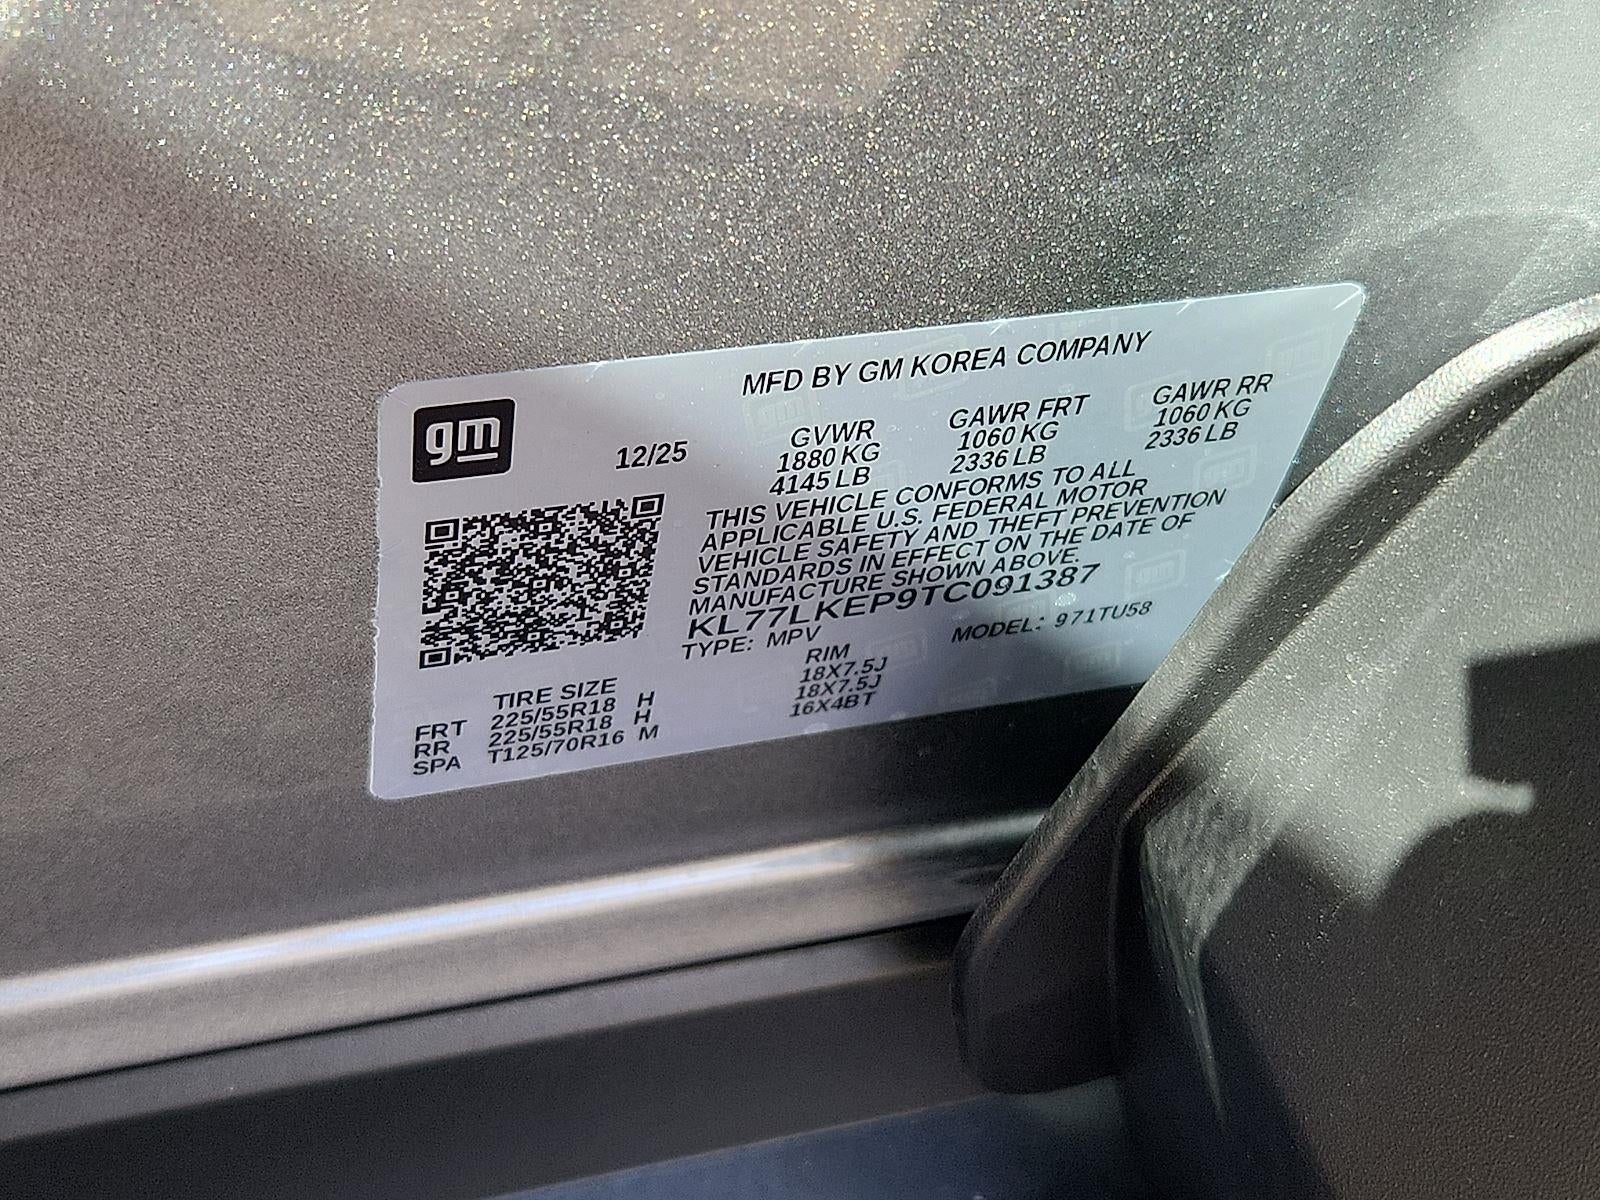 MFD BY GM KOREA COMPANY
gm
12/25
GVWR GAWR FRT GAWR RR
1880 KG 1060 KG 1060 KG
4145 LB 2336 LB 2336 LB
THIS VEHICLE CONFORMS TO ALL
APPLICABLE U.S. FEDERAL MOTOR
VEHICLE SAFETY AND THEFT PREVENTION
STANDARDS IN EFFECT ON THE DATE OF
MANUFACTURE SHOWN ABOVE.
KL77LKEP9TC091387
TYPE: MPV MODEL: 971TU58
TIRE SIZE RIM
FRT 225/55R18 H 18X7.5J
RR 225/55R18 H 18X7.5J
SPA T125/70R16 M 16X4BT